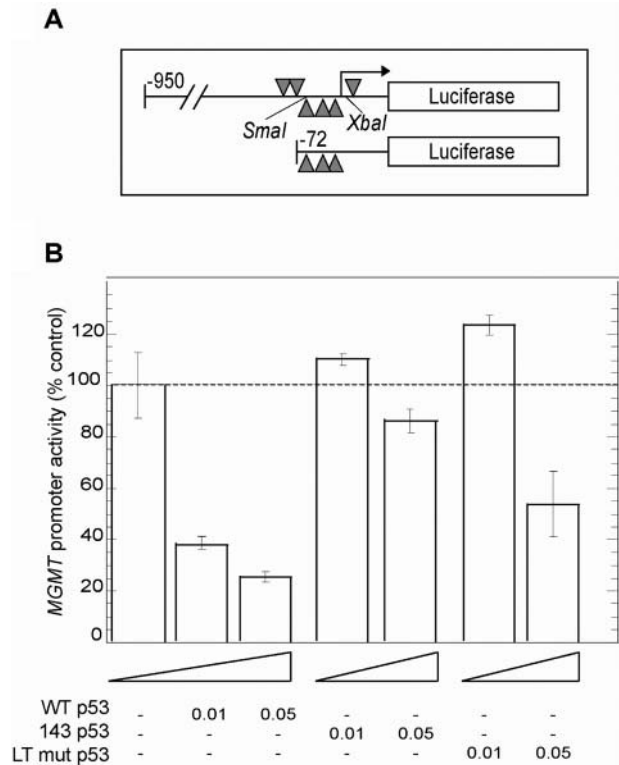 A
-950
SmaI
XbaI
Luciferase
-72
Luciferase
B
MGMT promoter activity (% control)
120
100
80
60
40
20
0
WT p53 - 0.01 0.05 - - - -
143 p53 - - - 0.01 0.05 - -
LT mut p53 - - - - - 0.01 0.05